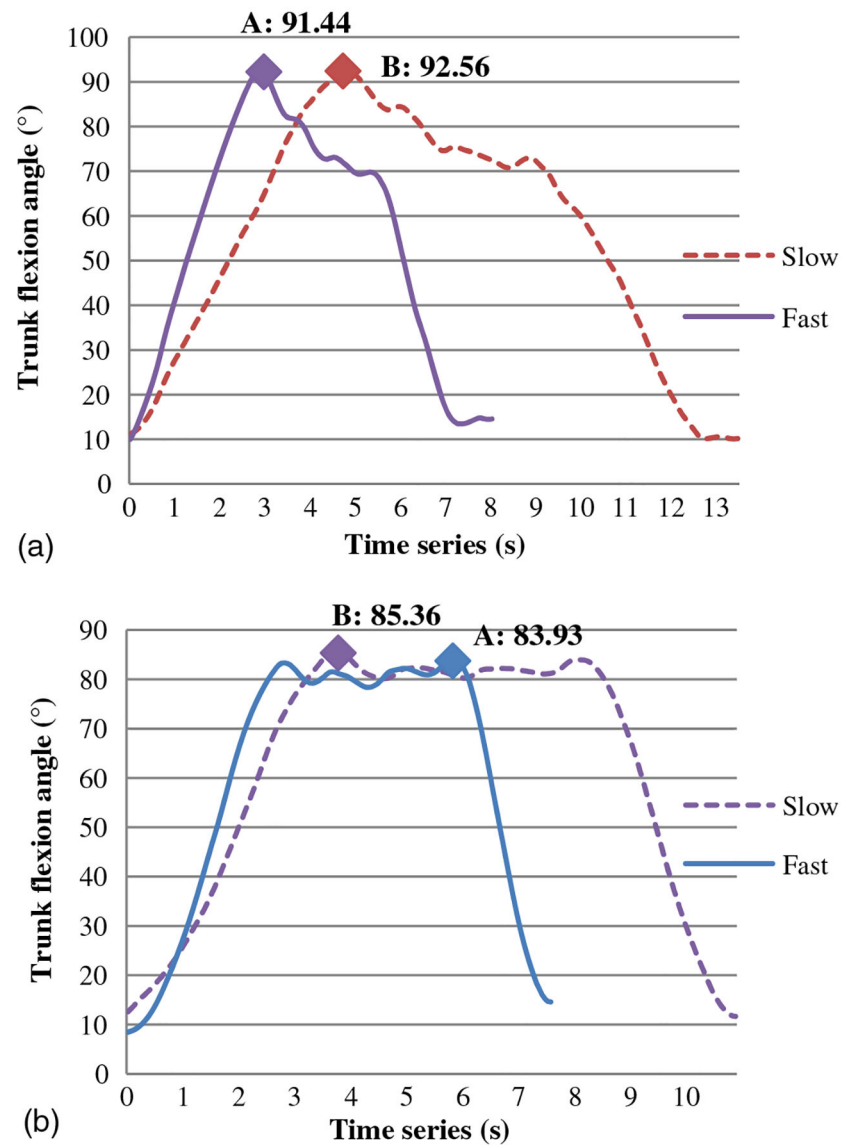 A: 91.44
B: 92.56
100
90
80
70
60
50
40
30
20
10
0
Trunk flexion angle (°)
0 1 2 3 4 5 6 7 8 9 10 11 12 13
Time series (s)
Slow
Fast
(a)
B: 85.36
A: 83.93
90
80
70
60
50
40
30
20
10
0
Trunk flexion angle (°)
0 1 2 3 4 5 6 7 8 9 10
Time series (s)
Slow
Fast
(b)